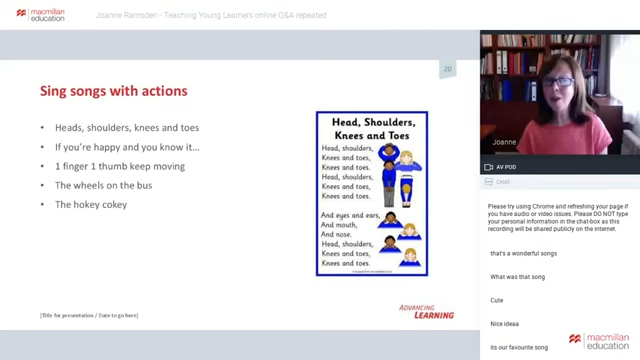 macmillan
education
Joanne Ramsden - Teaching Young Learners online Q&A repeated
20
Sing songs with actions
• Heads, shoulders, knees and toes
• If you're happy and you know it…
• 1 finger 1 thumb keep moving
• The wheels on the bus
• The hokey cokey
Head, Shoulders,
Knees and Toes
Head, shoulders,
Knees and toes,
Knees and toes.
Head, shoulders,
Knees and toes,
Knees and toes.
And eyes and ears,
And mouth,
And nose.
Head, shoulders,
Knees and toes.
Knees and toes.
ADVANCING
LEARNING
[Title for presentation / Date to go here]
Joanne
AV POD
CHAT
Please try using Chrome and refreshing your page if
you have audio or video issues. Please DO NOT type
your personal information in the chat-box as this
recording will be shared publicly on the internet.
that's a wonderful songs
What was that song
Cute
Nice ideaa
its our favourite song
macmillan
education